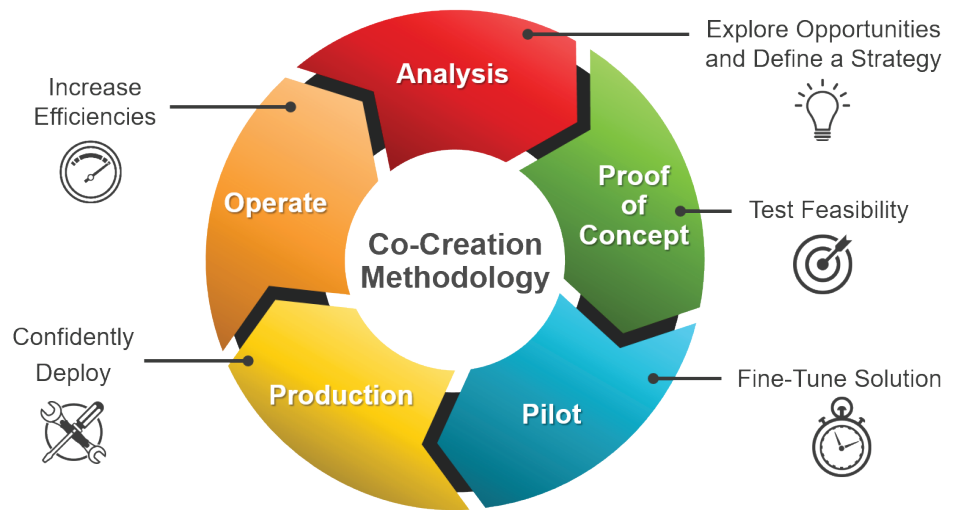 Analysis
Explore Opportunities
and Define a Strategy
Proof
of
Concept
Test Feasibility
Pilot
Fine-Tune Solution
Production
Confidently
Deploy
Operate
Increase
Efficiencies
Co-Creation
Methodology